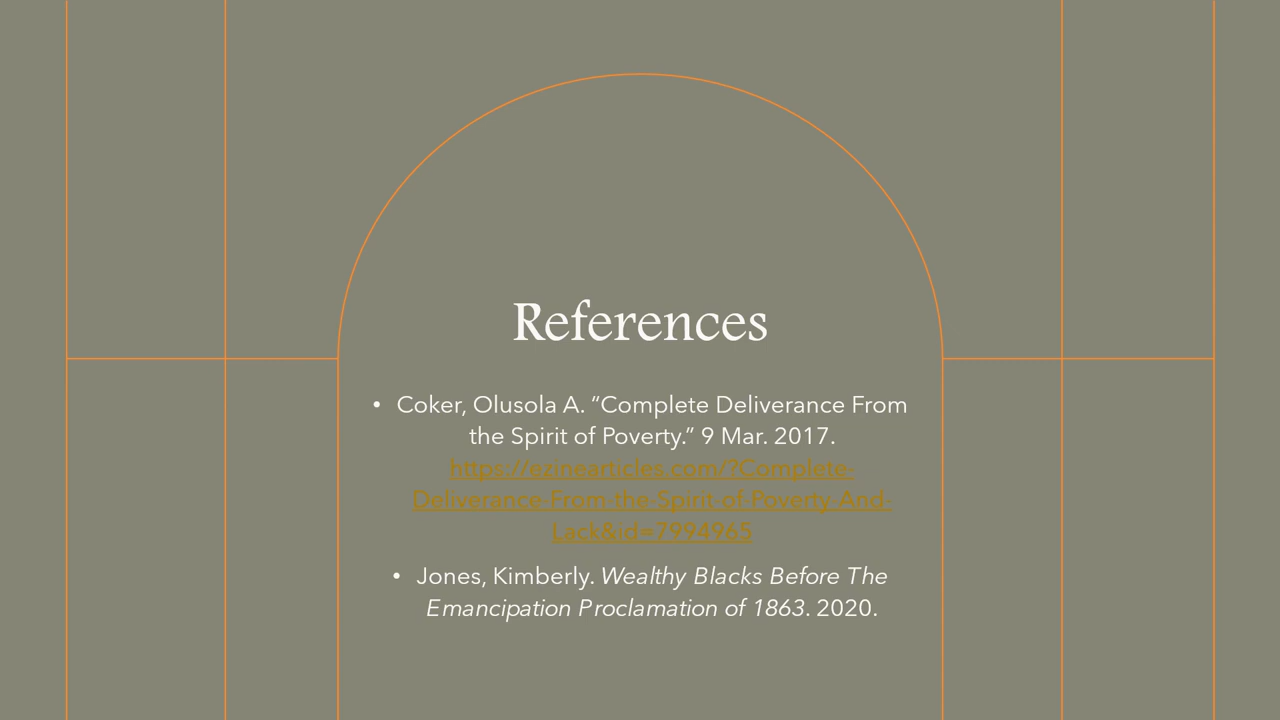 References
• Coker, Olusola A. “Complete Deliverance From
the Spirit of Poverty.” 9 Mar. 2017.
https://ezinearticles.com/?Complete-
Deliverance-From-the-Spirit-of-Poverty-And-
Lack&id=7994965
• Jones, Kimberly. Wealthy Blacks Before The
Emancipation Proclamation of 1863. 2020.